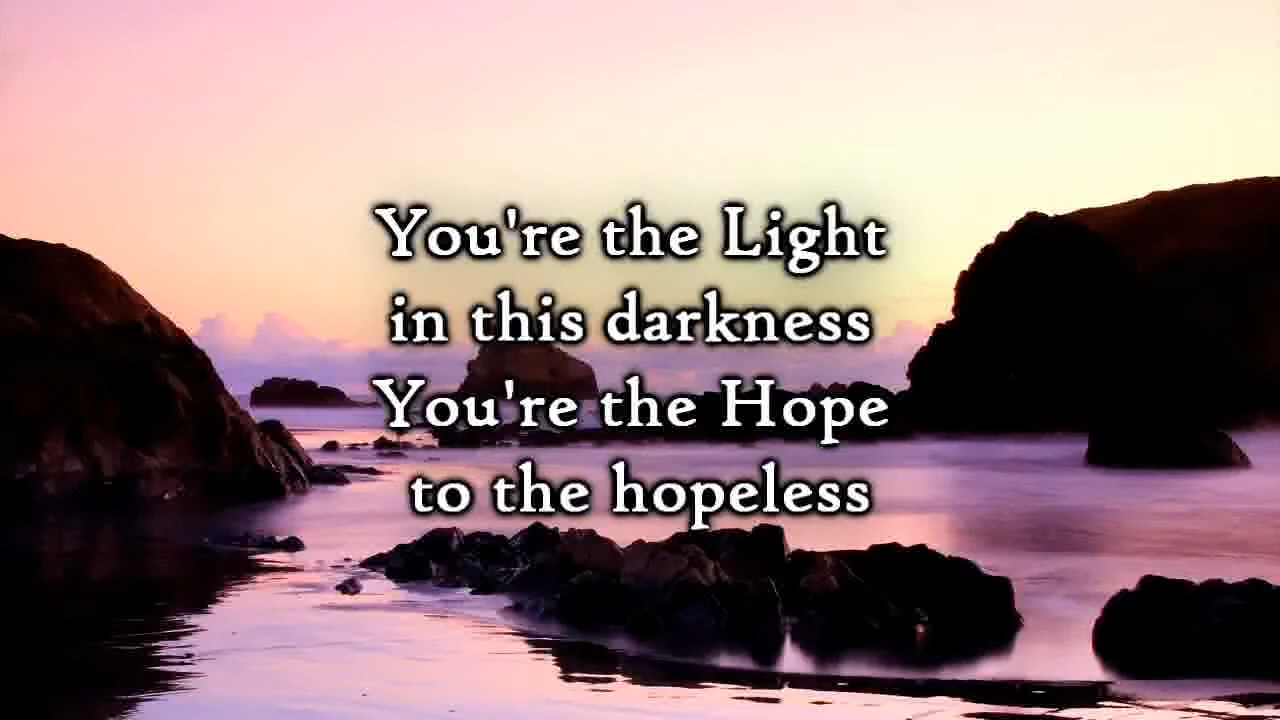 You're the Light
in this darkness
You're the Hope
to the hopeless